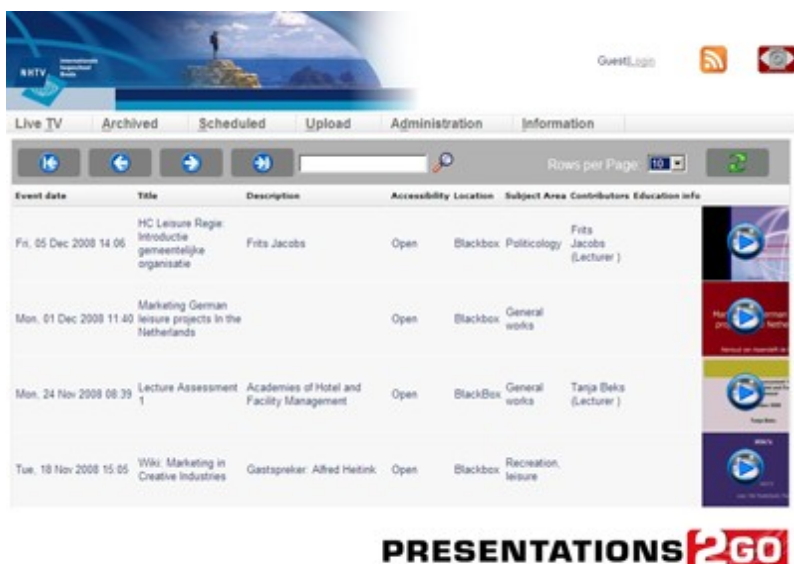 NHTV internationale hogeschool Breda
Guest|Login
Live TV Archived Scheduled Upload Administration Information
Rows per Page: 10
Event date Title Description Accessibility Location Subject Area Contributors Education info
Fri, 05 Dec 2008 14:06 HC Leisure Regie: Introductie gemeentelijke organisatie Frits Jacobs Open Blackbox Politicology Frits Jacobs (Lecturer )
Mon, 01 Dec 2008 11:40 Marketing German leisure projects In the Netherlands Open Blackbox General works
Mon, 24 Nov 2008 08:39 Lecture Assessment 1 Academies of Hotel and Facility Management Open BlackBox General works Tanja Beks (Lecturer )
Tanja Beks
Tue, 18 Nov 2008 15:05 Wiki: Marketing in Creative Industries Gastspreker: Alfred Heitink Open Blackbox Recreation, leisure
PRESENTATIONS 2GO